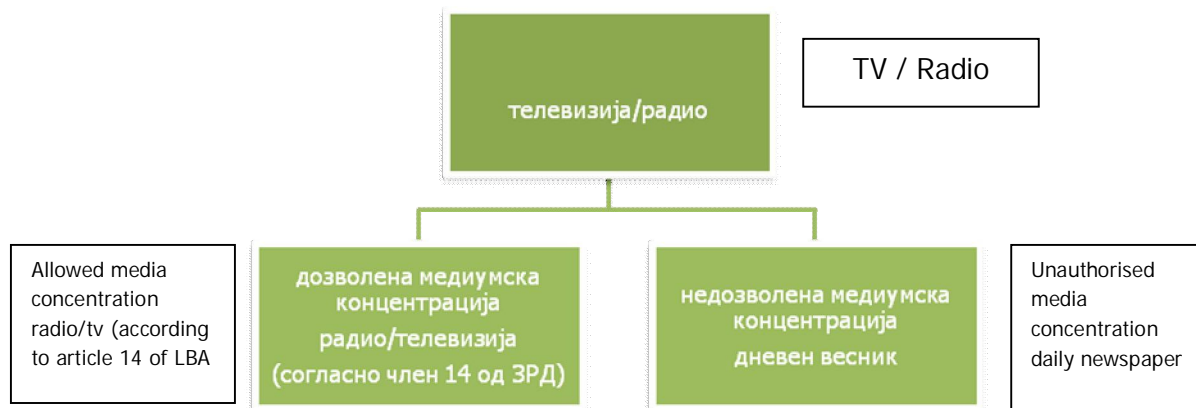 телевизија/радио
TV / Radio
Allowed media
concentration
radio/tv (according
to article 14 of LBA
дозволена медиумска
концентрација
радио/телевизија
(согласно член 14 од ЗРД)
недозволена медиумска
концентрација
дневен весник
Unauthorised
media
concentration
daily newspaper